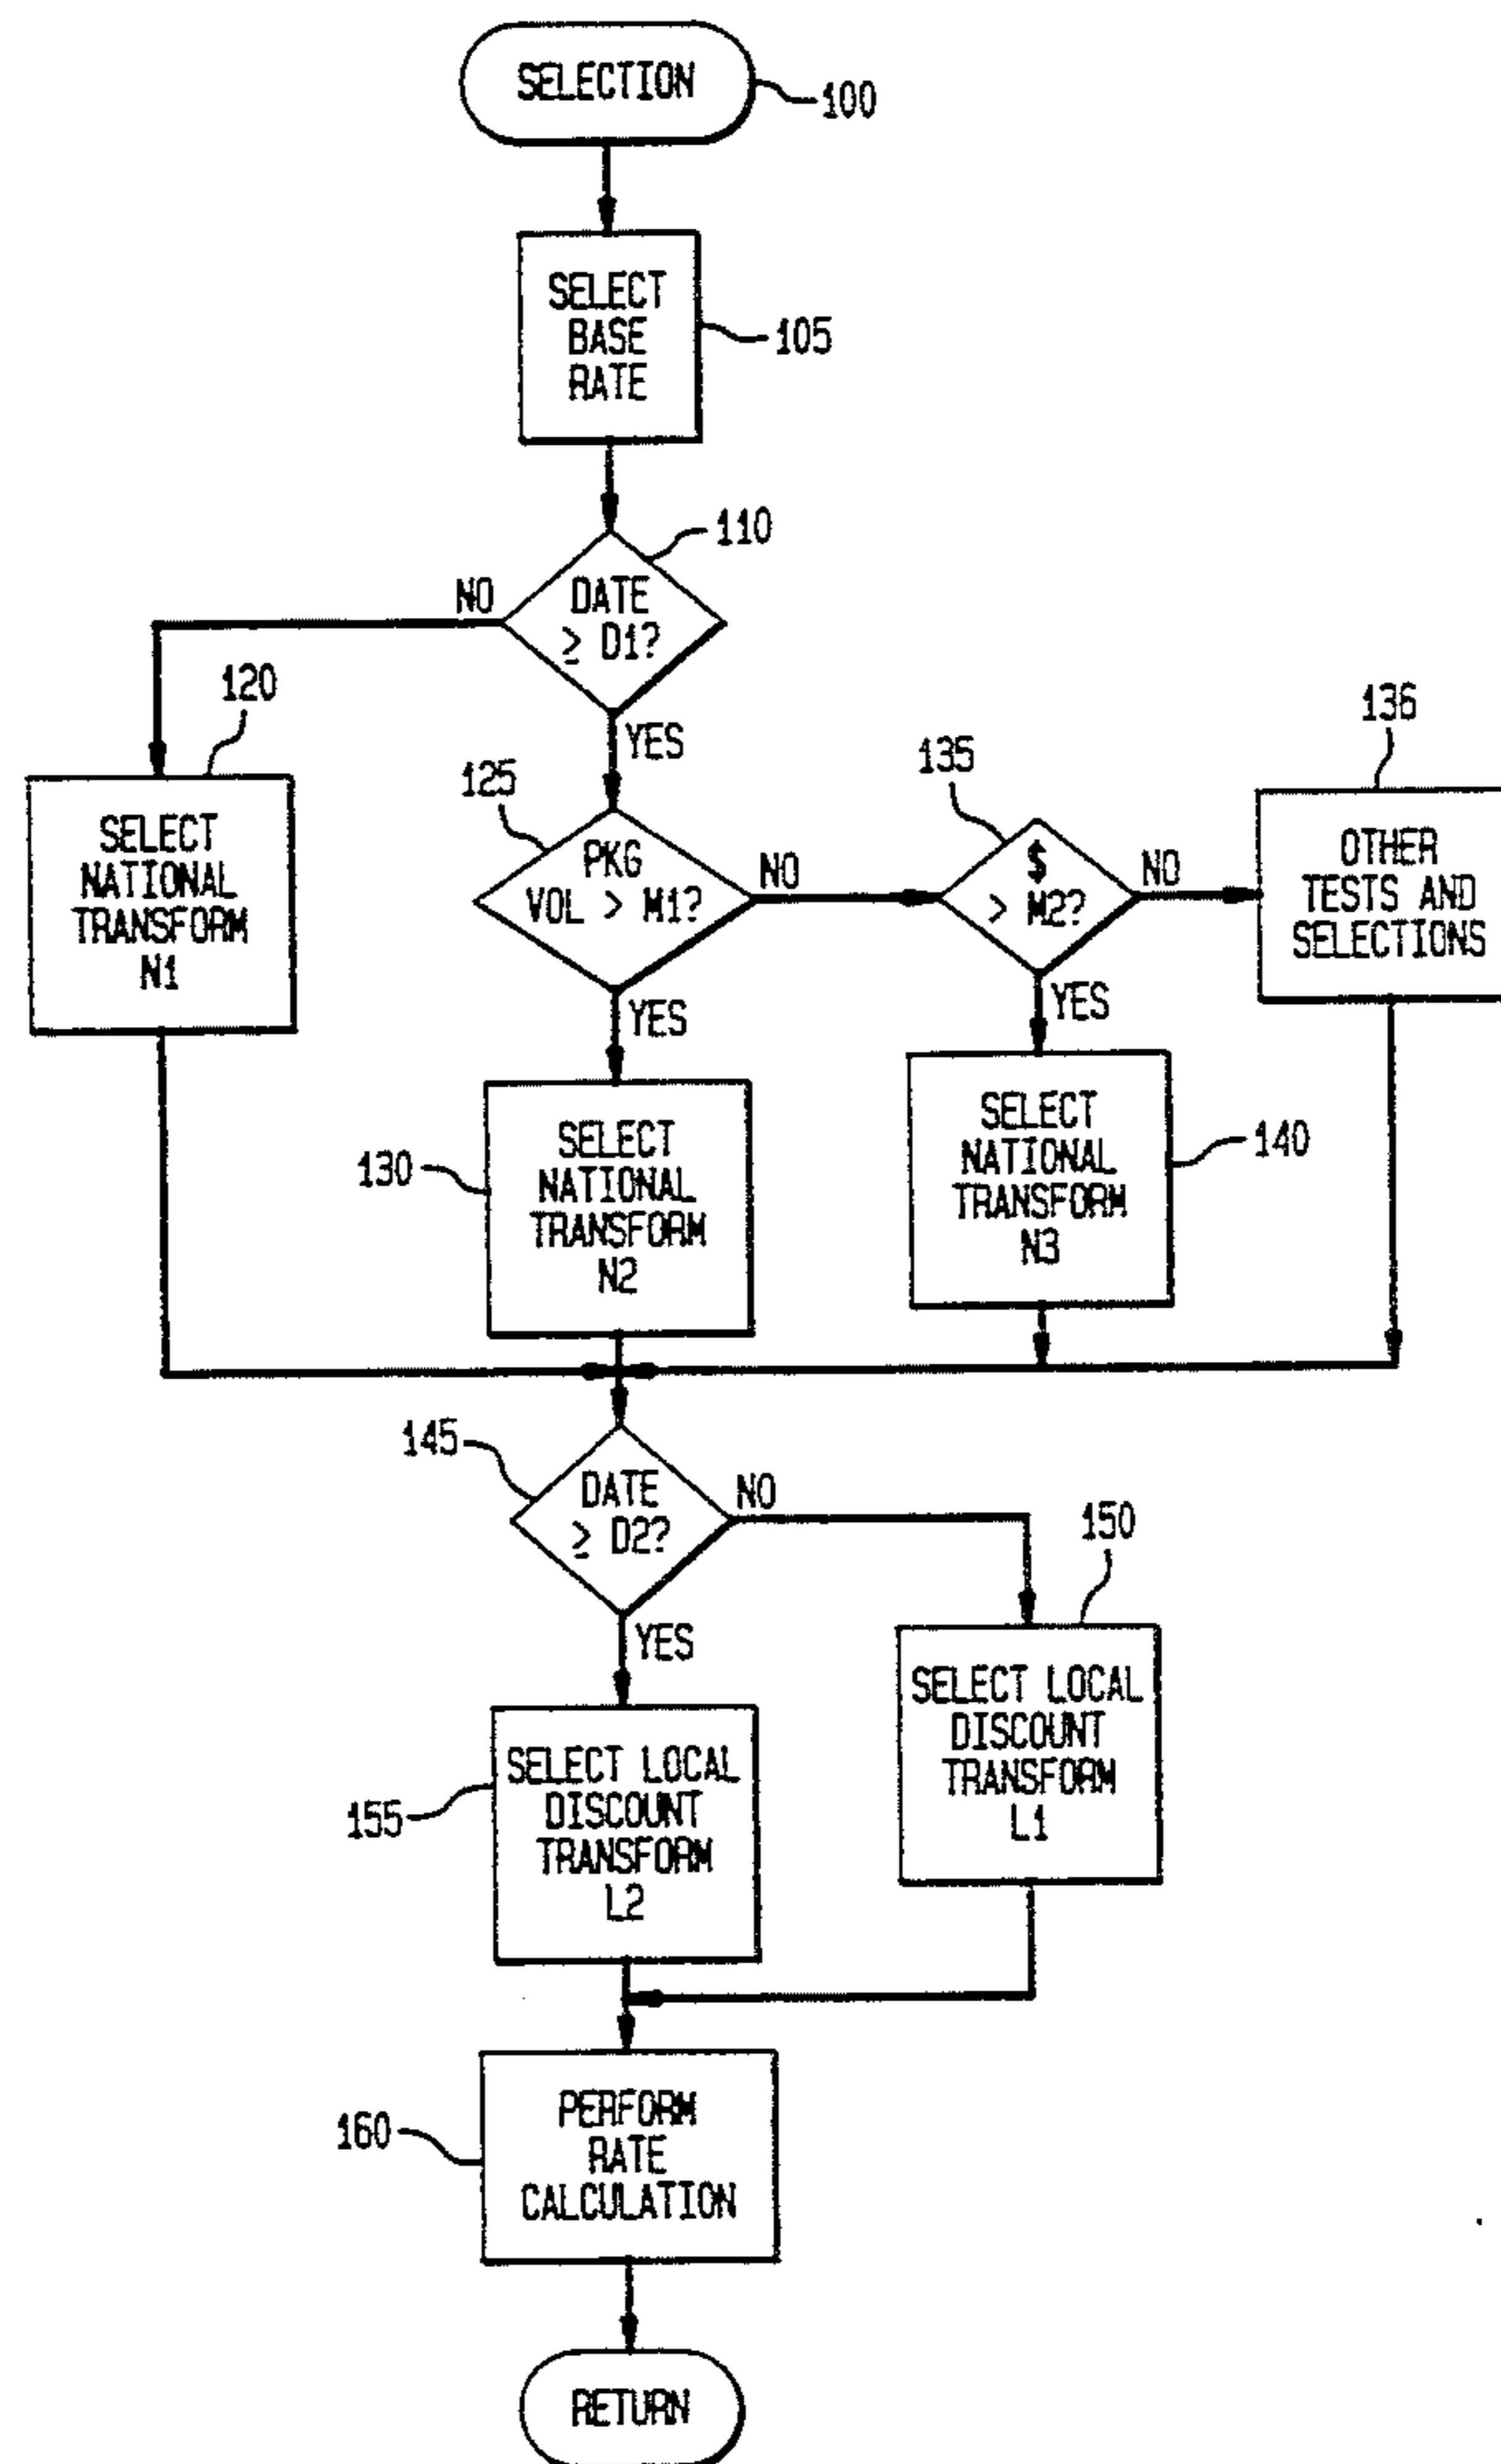 SELECTION
100
SELECT
BASE
RATE
105
110
NO
DATE
≥ D1?
YES
120
SELECT
NATIONAL
TRANSFORM
N1
125
PKG
VOL > M1?
NO
YES
135
$
> M2?
NO
YES
136
OTHER
TESTS AND
SELECTIONS
130
SELECT
NATIONAL
TRANSFORM
N2
SELECT
NATIONAL
TRANSFORM
N3
140
145
DATE
≥ D2?
NO
YES
150
SELECT LOCAL
DISCOUNT
TRANSFORM
L1
155
SELECT LOCAL
DISCOUNT
TRANSFORM
L2
160
PERFORM
RATE
CALCULATION
RETURN